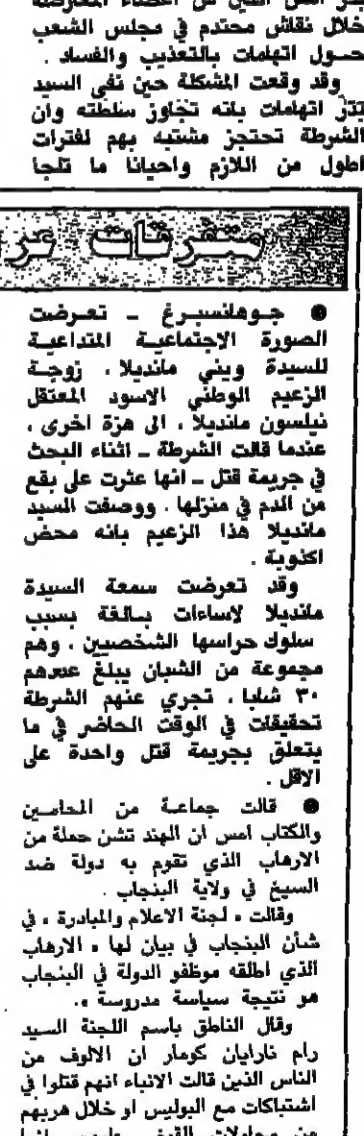 خلال نقاش محتدم في مجلس الشعب
حول اتهامات بالتعذيب والفساد .
وقد وقعت المشكلة حين نفى السيد
بدر اتهامات بانه تجاوز سلطته وان
الشرطة تحتجز مشتبه بهم لفترات
اطول من اللازم واحيانا ما تلجأ
متفرقات
● جوهانسبرغ – تعرضت
الصورة الاجتماعية المتداعية
للسيدة ويني مانديلا ، زوجة
الزعيم الوطني الاسود المعتقل
نيلسون مانديلا ، الى هزة اخرى ،
عندما قالت الشرطة – اثناء البحث
في جريمة قتل – انها عثرت على بقع
من الدم في منزلها . ووصفت السيد
مانديلا هذا الزعيم بانه محض
اكذوبة .
وقد تعرضت سمعة السيدة
مانديلا لاساءات بالغة بسبب
سلوك حراسها الشخصيين ، وهم
مجموعة من الشبان يبلغ عددهم
٣٠ شابا ، تجري عنهم الشرطة
تحقيقات في الوقت الحاضر في ما
يتعلق بجريمة قتل واحدة على
الاقل .
● قالت جماعة من المحامين
والكتاب امس ان الهند تشن حملة من
الارهاب الذي تقوم به دولة ضد
السيخ في ولاية البنجاب .
وقالت « لجنة الاعلام والمبادرة » في
شأن البنجاب في بيان لها « الارهاب
الذي اطلقه موظفو الدولة في البنجاب
هو نتيجة سياسة مدروسة ».
وقال الناطق باسم اللجنة السيد
رام نارايان كومار ان الالوف من
الناس الذين قالت الانباء انهم قتلوا في
اشتباكات مع البوليس او خلال هربهم